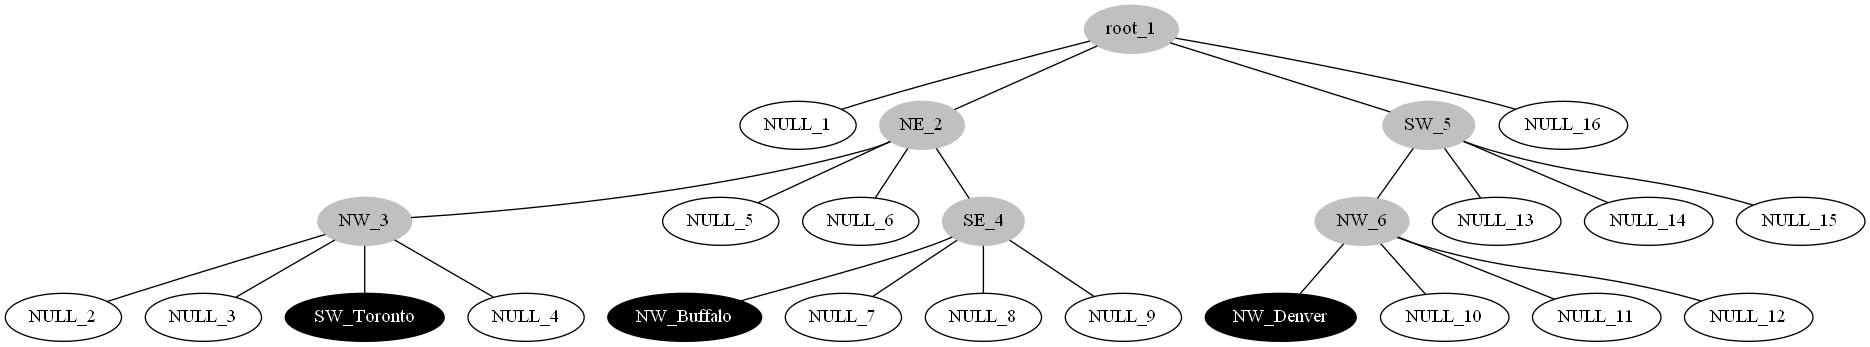 root_1
NULL_1 NE_2 SW_5 NULL_16
NW_3 NULL_5 NULL_6 SE_4 NW_6 NULL_13 NULL_14 NULL_15
NULL_2 NULL_3 SW_Toronto NULL_4 NW_Buffalo NULL_7 NULL_8 NULL_9 NW_Denver NULL_10 NULL_11 NULL_12